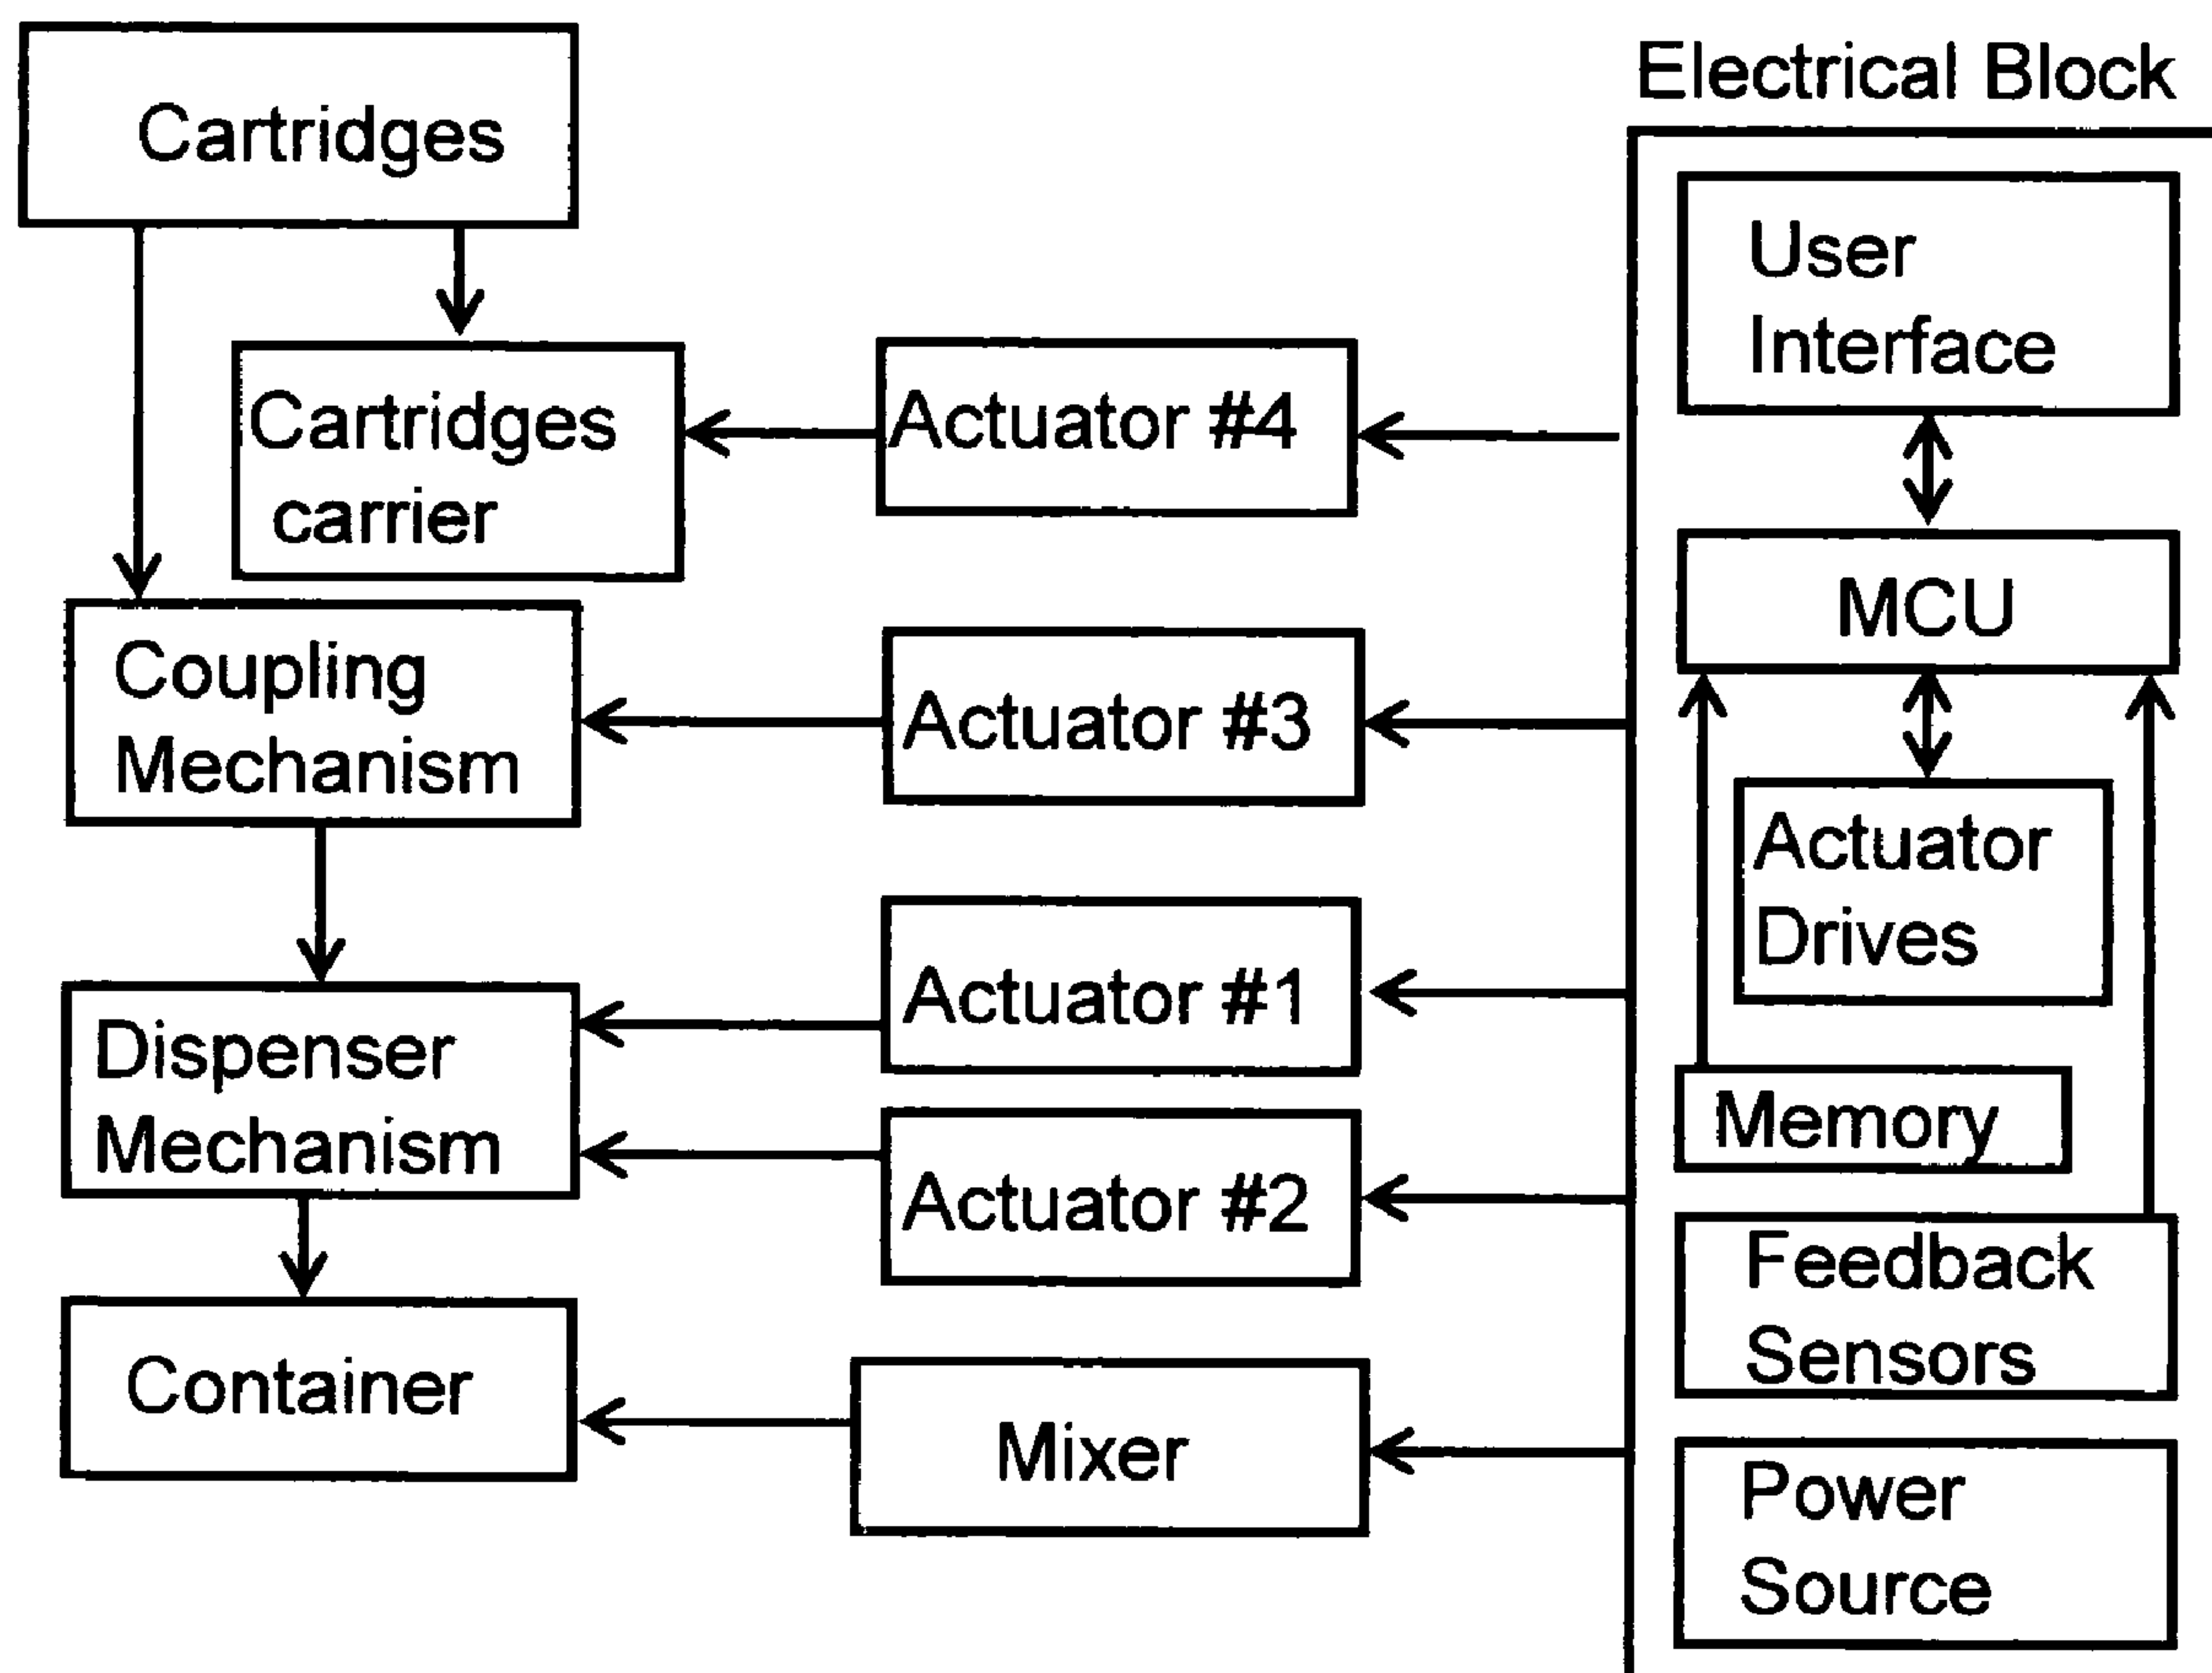 Electrical Block
Cartridges
User
Interface
Cartridges
carrier
Actuator #4
MCU
Coupling
Mechanism
Actuator #3
Actuator
Drives
Dispenser
Mechanism
Actuator #1
Memory
Actuator #2
Feedback
Sensors
Container
Mixer
Power
Source